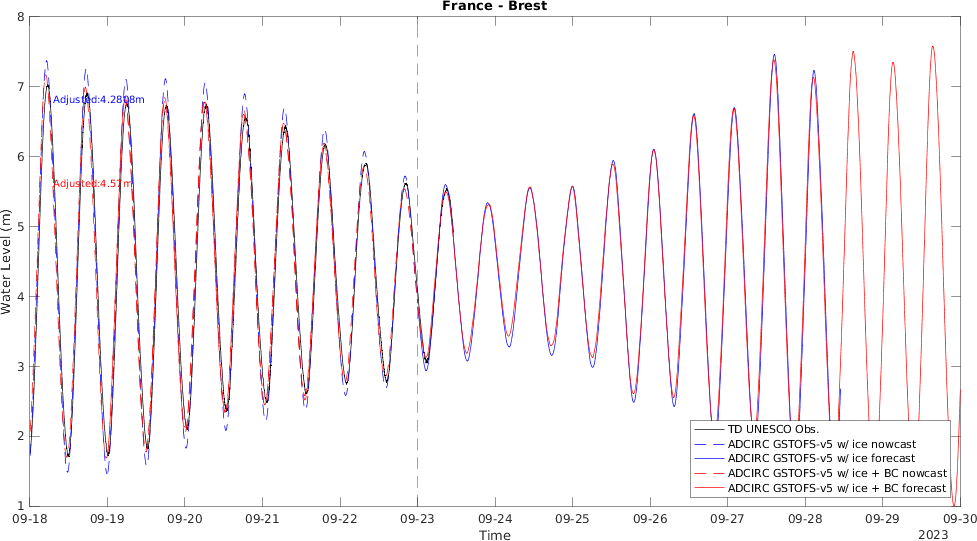 France - Brest
8
7
6
5
4
3
2
1
Water Level (m)
Adjusted:4.2808m
Adjusted:4.57m
TD UNESCO Obs.
ADCIRC GSTOFS-v5 w/ ice nowcast
ADCIRC GSTOFS-v5 w/ ice forecast
ADCIRC GSTOFS-v5 w/ ice + BC nowcast
ADCIRC GSTOFS-v5 w/ ice + BC forecast
09-18 09-19 09-20 09-21 09-22 09-23 09-24 09-25 09-26 09-27 09-28 09-29 09-30
Time
2023